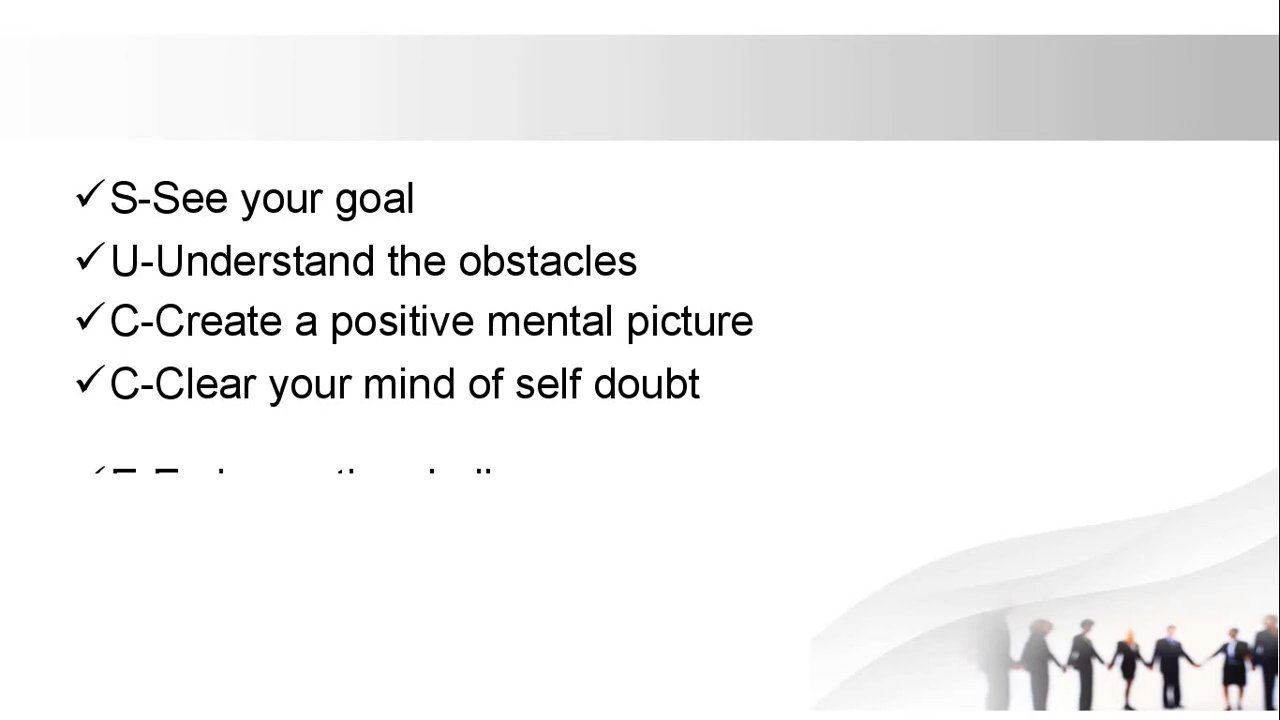 ✓S-See your goal
✓U-Understand the obstacles
✓C-Create a positive mental picture
✓C-Clear your mind of self doubt